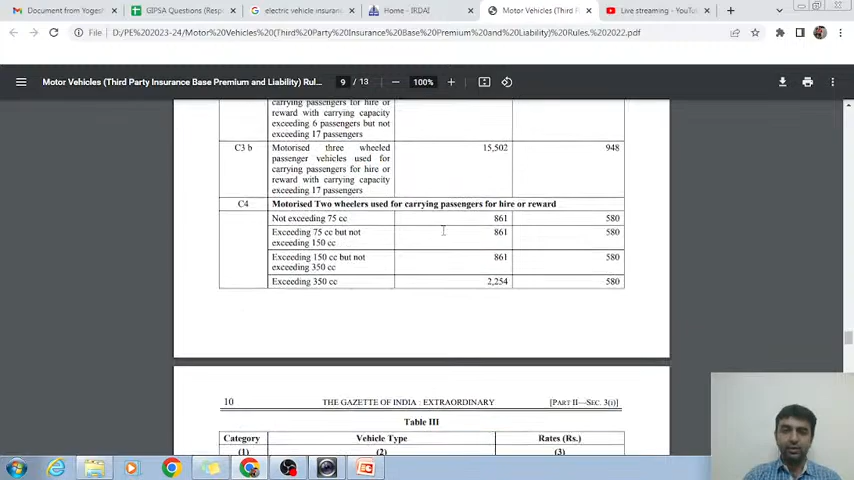 Document from Yoges
GIPSA Questions (Respon
electric vehicle insuran
Home - IRDAI
Motor Vehicles (Third Par
Live streaming - YouTu
File
D:/PE%202023-24/Motor%20Vehicles%20(Third%20Party%20Insurance%20Base%20Premium%20and%20Liability)%20Rules,%202022.pdf
Motor Vehicles (Third Party Insurance Base Premium and Liability) Rul...
9 / 13
100%
carrying passengers for hire or
reward with carrying capacity
exceeding 6 passengers but not
exceeding 17 passengers
C3 b
Motorised three wheeled
passenger vehicles used for
carrying passengers for hire or
reward with carrying capacity
exceeding 17 passengers
15,502
948
C4
Motorised Two wheelers used for carrying passengers for hire or reward
Not exceeding 75 cc
861
580
Exceeding 75 cc but not
exceeding 150 cc
861
580
Exceeding 150 cc but not
exceeding 350 cc
861
580
Exceeding 350 cc
2,254
580
10
THE GAZETTE OF INDIA : EXTRAORDINARY
[PART II—SEC. 3(i)]
Table III
Category
Vehicle Type
Rates (Rs.)
(1)
(2)
(3)